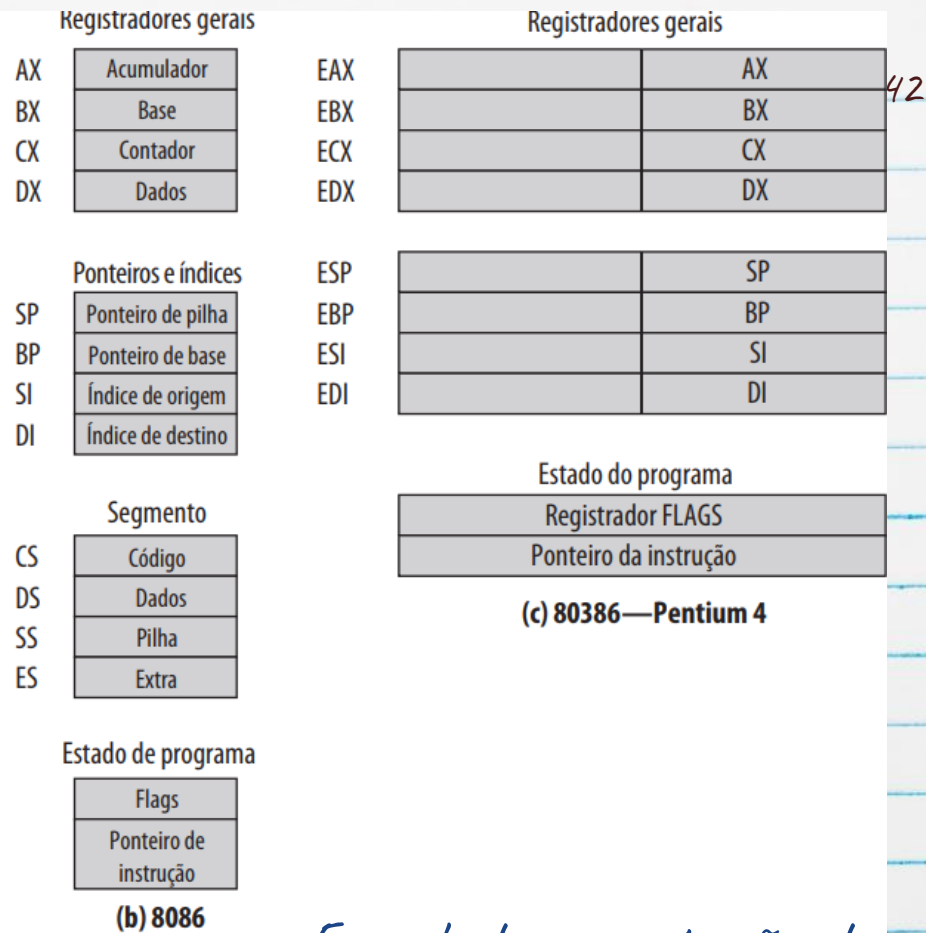 Registradores gerais
AX Acumulador
BX Base
CX Contador
DX Dados
Ponteiros e índices
SP Ponteiro de pilha
BP Ponteiro de base
SI Índice de origem
DI Índice de destino
Segmento
CS Código
DS Dados
SS Pilha
ES Extra
Estado de programa
Flags
Ponteiro de
instrução
(b) 8086
Registradores gerais
EAX AX
EBX BX
ECX CX
EDX DX
ESP SP
EBP BP
ESI SI
EDI DI
Estado do programa
Registrador FLAGS
Ponteiro da instrução
(c) 80386—Pentium 4
42